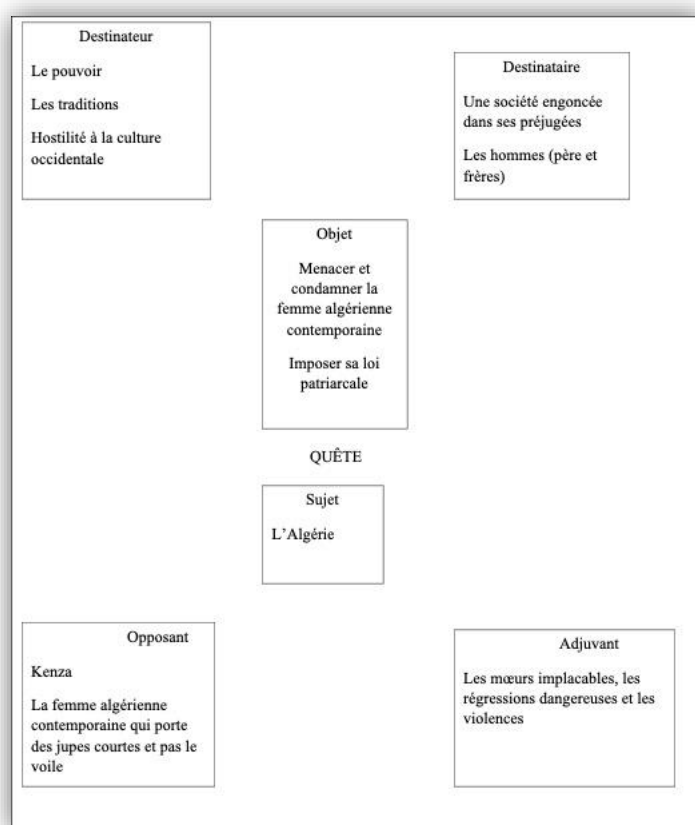 Destinateur
Le pouvoir
Les traditions
Hostilité à la culture
occidentale
Destinataire
Une société engoncée
dans ses préjugées
Les hommes (père et
frères)
Objet
Menacer et
condamner la
femme algérienne
contemporaine
Imposer sa loi
patriarcale
QUÊTE
Sujet
L’Algérie
Opposant
Kenza
La femme algérienne
contemporaine qui porte
des jupes courtes et pas le
voile
Adjuvant
Les mœurs implacables, les
régressions dangereuses et les
violences